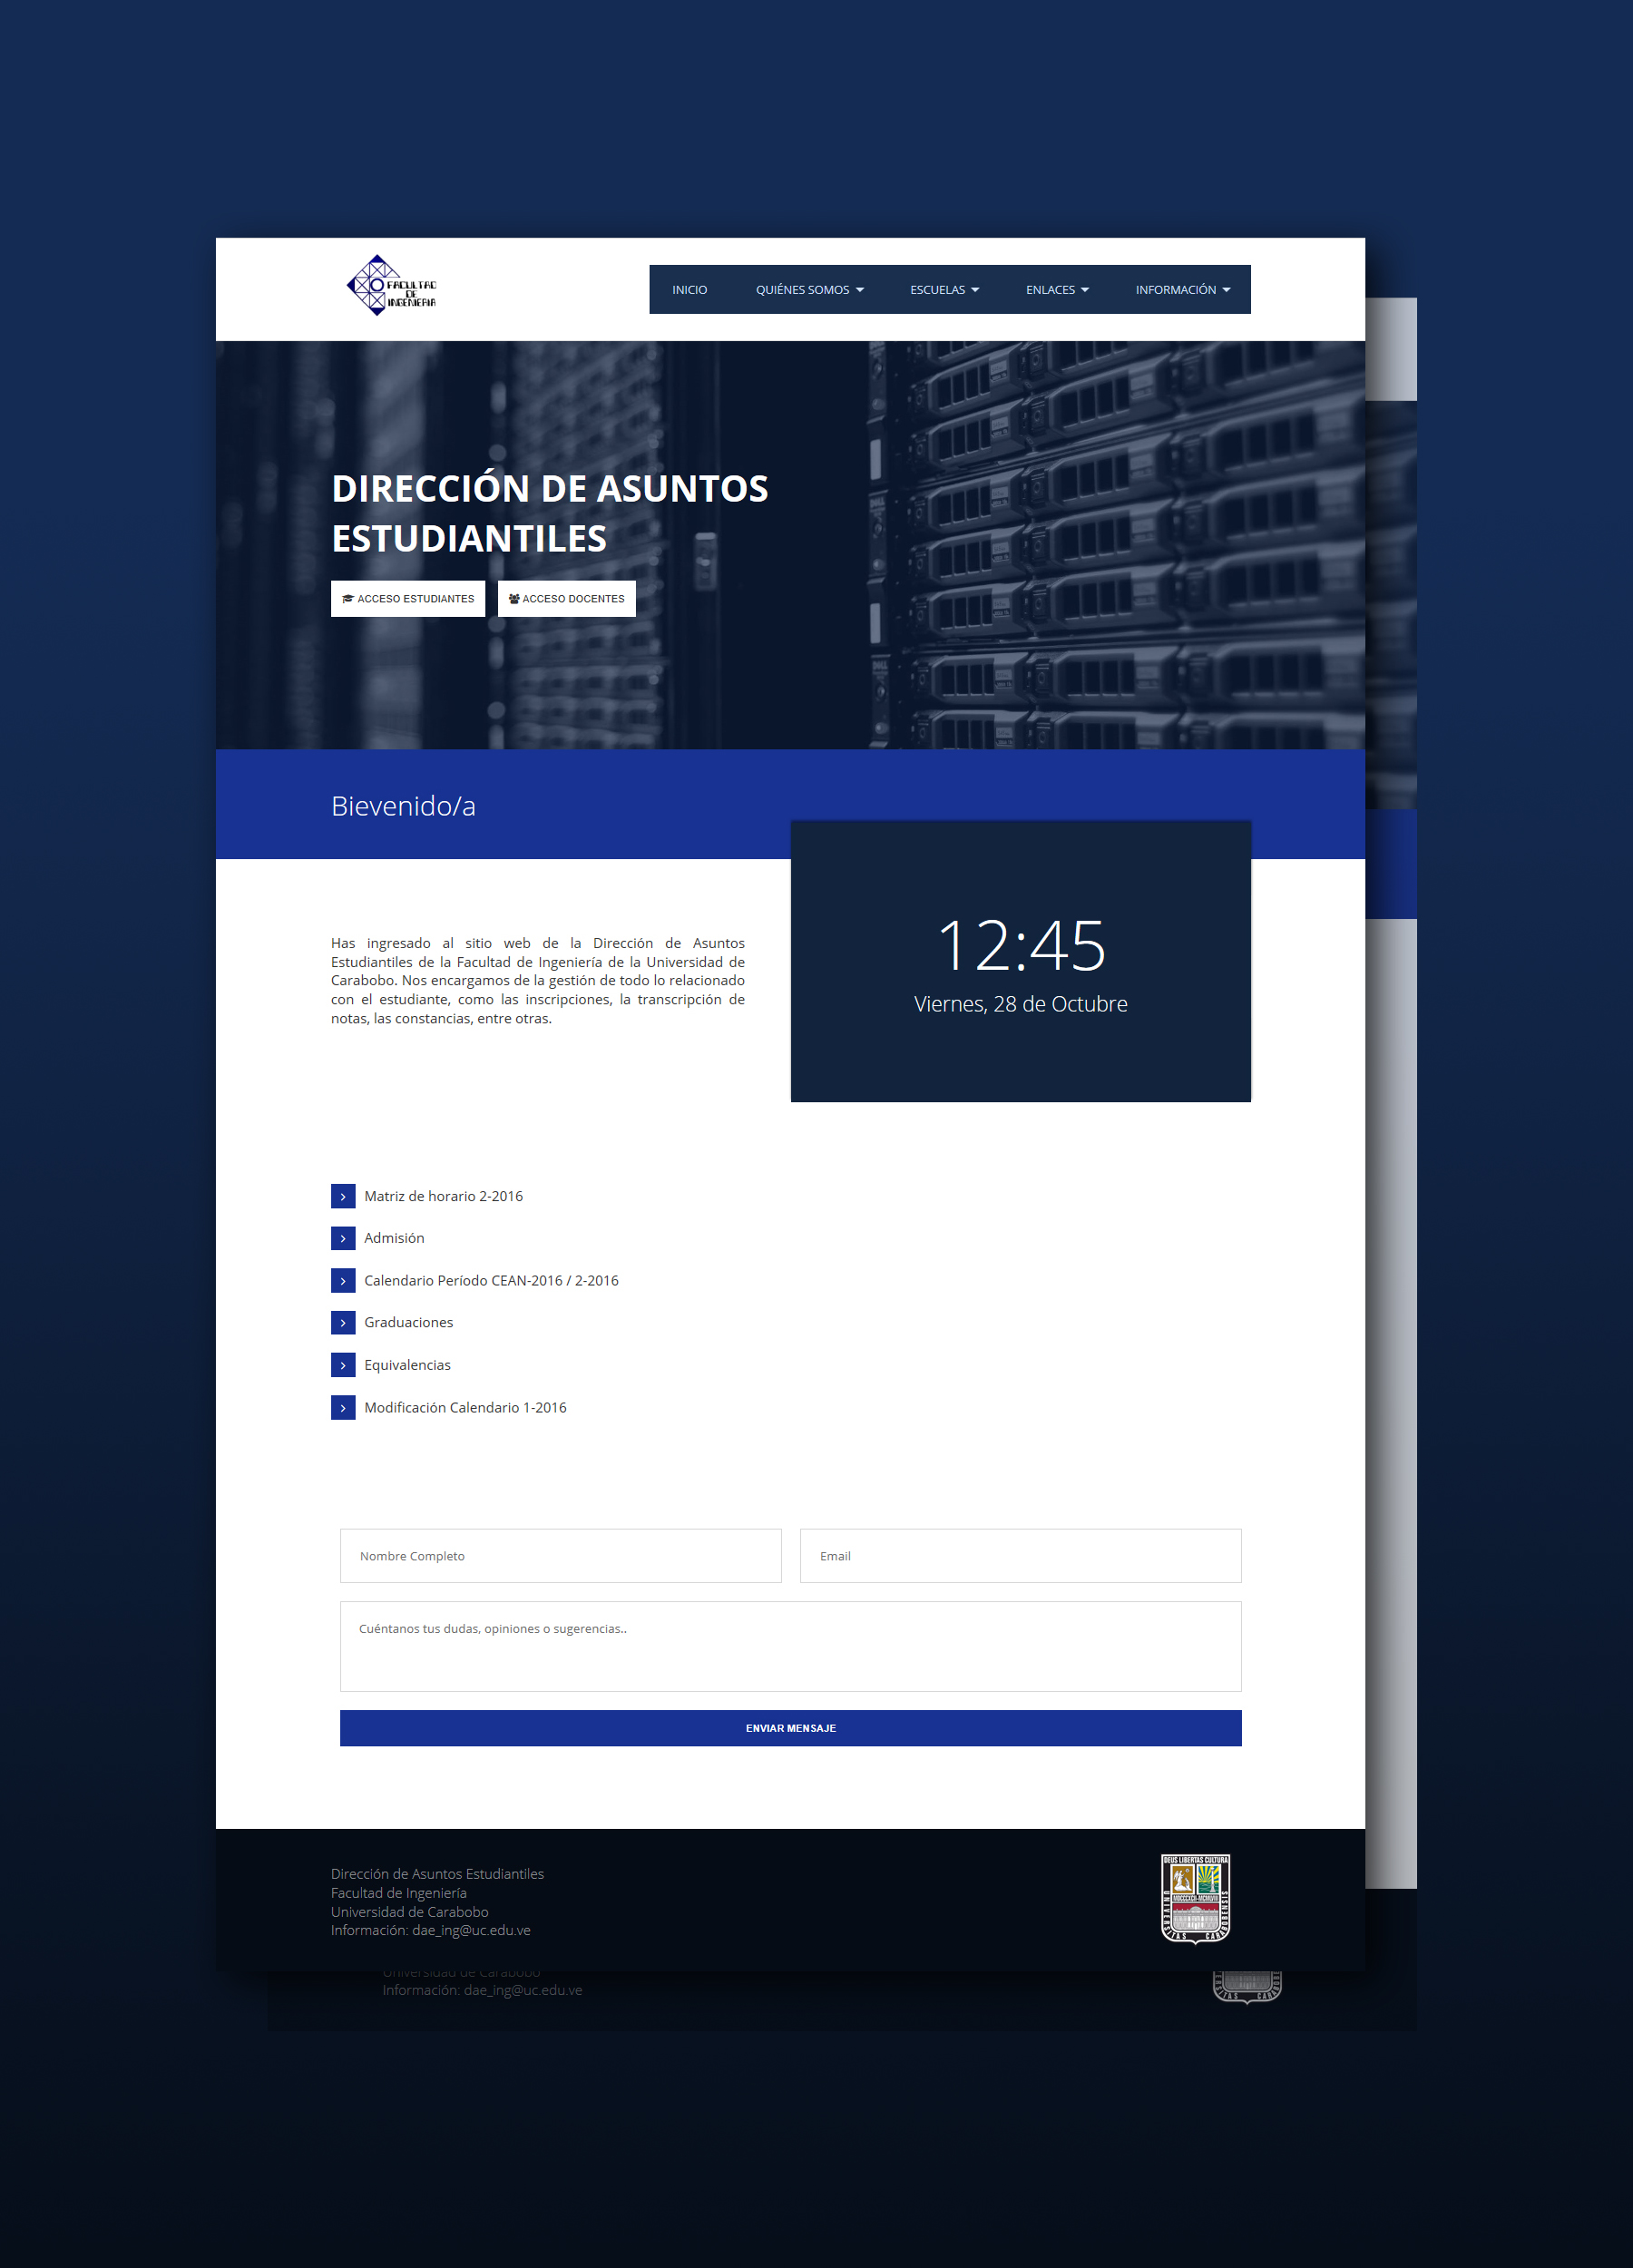 FACULTAD
DE
INGENIERIA
INICIO
QUIÉNES SOMOS
ESCUELAS
ENLACES
INFORMACIÓN
DIRECCIÓN DE ASUNTOS
ESTUDIANTILES
ACCESO ESTUDIANTES
ACCESO DOCENTES
Bievenido/a
12:45
Viernes, 28 de Octubre
Has ingresado al sitio web de la Dirección de Asuntos
Estudiantiles de la Facultad de Ingeniería de la Universidad de
Carabobo. Nos encargamos de la gestión de todo lo relacionado
con el estudiante, como las inscripciones, la transcripción de
notas, las constancias, entre otras.
Matriz de horario 2-2016
Admisión
Calendario Período CEAN-2016 / 2-2016
Graduaciones
Equivalencias
Modificación Calendario 1-2016
Nombre Completo
Email
Cuéntanos tus dudas, opiniones o sugerencias..
ENVIAR MENSAJE
Dirección de Asuntos Estudiantiles
Facultad de Ingeniería
Universidad de Carabobo
Información: dae_ing@uc.edu.ve
DEUS LIBERTAS CULTURA
UNIVERSITAS CARABOBENSIS
Universidad de Carabobo
Información: dae_ing@uc.edu.ve